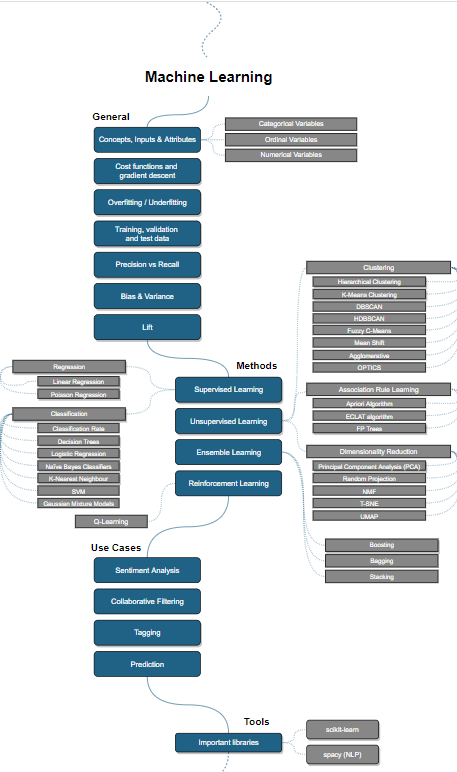 Machine Learning
General
Concepts, Inputs & Attributes
Categorical Variables
Ordinal Variables
Numerical Variables
Cost functions and
gradient descent
Overfitting / Underfitting
Training, validation
and test data
Precision vs Recall
Bias & Variance
Lift
Methods
Supervised Learning
Regression
Linear Regression
Poisson Regression
Classification
Classification Rate
Decision Trees
Logistic Regression
Naïve Bayes Classifiers
K-Nearest Neighbour
SVM
Gaussian Mixture Models
Unsupervised Learning
Clustering
Hierarchical Clustering
K-Means Clustering
DBSCAN
HDBSCAN
Fuzzy C-Means
Mean Shift
Agglomerative
OPTICS
Association Rule Learning
Apriori Algorithm
ECLAT algorithm
FP Trees
Dimensionality Reduction
Principal Component Analysis (PCA)
Random Projection
NMF
T-SNE
UMAP
Ensemble Learning
Boosting
Bagging
Stacking
Reinforcement Learning
Q-Learning
Use Cases
Sentiment Analysis
Collaborative Filtering
Tagging
Prediction
Tools
Important libraries
scikit-learn
spacy (NLP)